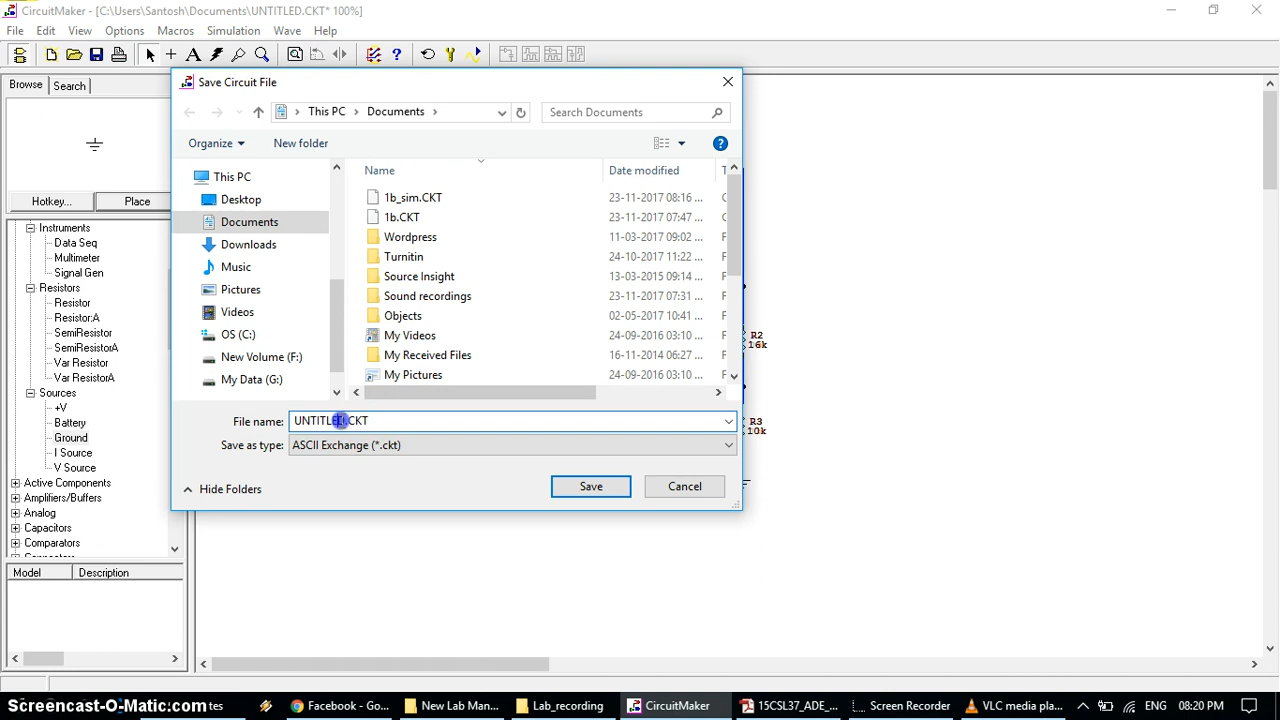 CircuitMaker - [C:\Users\Santosh\Documents\UNTITLED.CKT* 100%]
File Edit View Options Macros Simulation Wave Help
Browse Search
Hotkey... Place
Instruments
Data Seq
Multimeter
Signal Gen
Resistors
Resistor
Resistor:A
SemiResistor
SemiResistorA
Var Resistor
Var ResistorA
Sources
+V
Battery
Ground
I Source
V Source
Active Components
Amplifiers/Buffers
Analog
Capacitors
Comparators
Model Description
Save Circuit File
This PC Documents
Search Documents
Organize New folder
This PC
Desktop
Documents
Downloads
Music
Pictures
Videos
OS (C:)
New Volume (F:)
My Data (G:)
Name Date modified T
1b_sim.CKT 23-11-2017 08:16 ...
1b.CKT 23-11-2017 07:47 ...
Wordpress 11-03-2017 09:02 ...
Turnitin 24-10-2017 11:22 ...
Source Insight 13-03-2015 09:14 ...
Sound recordings 23-11-2017 07:31 ...
Objects 02-05-2017 10:41 ...
My Videos 24-09-2016 03:10 ...
My Received Files 16-11-2014 06:27 ...
My Pictures 24-09-2016 03:10 ...
File name: UNTITLED.CKT
Save as type: ASCII Exchange (*.ckt)
Hide Folders Save Cancel
R2
16k
R3
10k
Screencast-O-Matic.com
tes
Facebook - Go...
New Lab Man...
Lab_recording
CircuitMaker
15CSL37_ADE_...
Screen Recorder
VLC media pla...
ENG 08:20 PM